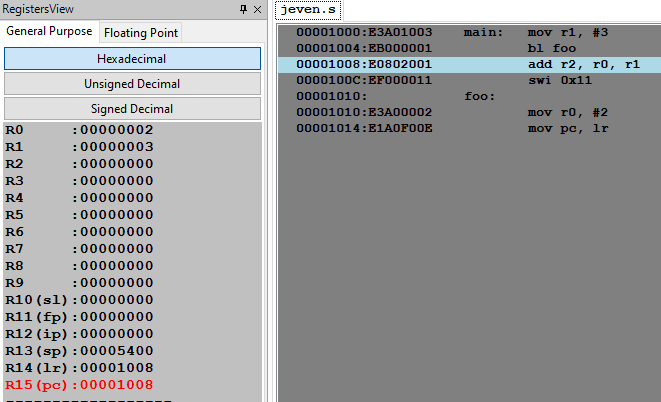 RegistersView
General Purpose Floating Point
Hexadecimal
Unsigned Decimal
Signed Decimal
R0 :00000002
R1 :00000003
R2 :00000000
R3 :00000000
R4 :00000000
R5 :00000000
R6 :00000000
R7 :00000000
R8 :00000000
R9 :00000000
R10(sl):00000000
R11(fp):00000000
R12(ip):00000000
R13(sp):00005400
R14(lr):00001008
R15(pc):00001008
jeven.s
00001000:E3A01003 main: mov r1, #3
00001004:EB000001 bl foo
00001008:E0802001 add r2, r0, r1
0000100C:EF000011 swi 0x11
00001010: foo:
00001010:E3A00002 mov r0, #2
00001014:E1A0F00E mov pc, lr